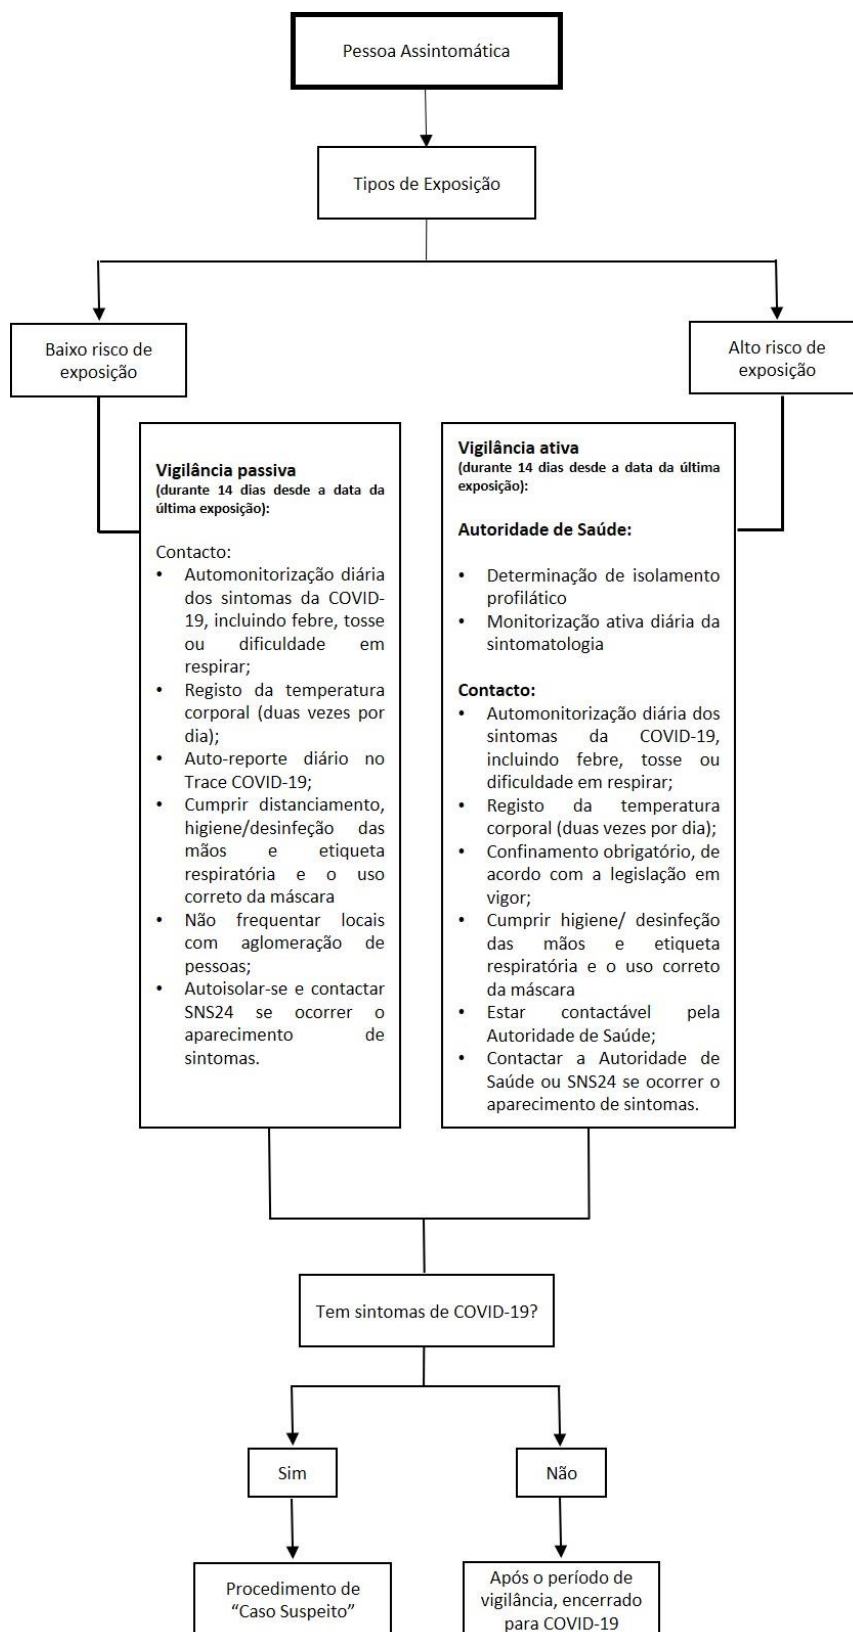 Pessoa Assintomática
Tipos de Exposição
Baixo risco de
exposição
Alto risco de
exposição
Vigilância passiva
(durante 14 dias desde a data da
última exposição):
Contacto:
• Automonitorização diária
dos sintomas da COVID-
19, incluindo febre, tosse
ou dificuldade em
respirar;
• Registo da temperatura
corporal (duas vezes por
dia);
• Auto-reporte diário no
Trace COVID-19;
• Cumprir distanciamento,
higiene/desinfeção das
mãos e etiqueta
respiratória e o uso
correto da máscara
• Não frequentar locais
com aglomeração de
pessoas;
• Autoisolar-se e contactar
SNS24 se ocorrer o
aparecimento de
sintomas.
Vigilância ativa
(durante 14 dias desde a data da última
exposição):
Autoridade de Saúde:
• Determinação de isolamento
profilático
• Monitorização ativa diária da
sintomatologia
Contacto:
• Automonitorização diária dos
sintomas da COVID-19,
incluindo febre, tosse ou
dificuldade em respirar;
• Registo da temperatura
corporal (duas vezes por dia);
• Confinamento obrigatório, de
acordo com a legislação em
vigor;
• Cumprir higiene/ desinfeção
das mãos e etiqueta
respiratória e o uso correto
da máscara
• Estar contactável pela
Autoridade de Saúde;
• Contactar a Autoridade de
Saúde ou SNS24 se ocorrer o
aparecimento de sintomas.
Tem sintomas de COVID-19?
Sim
Não
Procedimento de
“Caso Suspeito”
Após o período de
vigilância, encerrado
para COVID-19